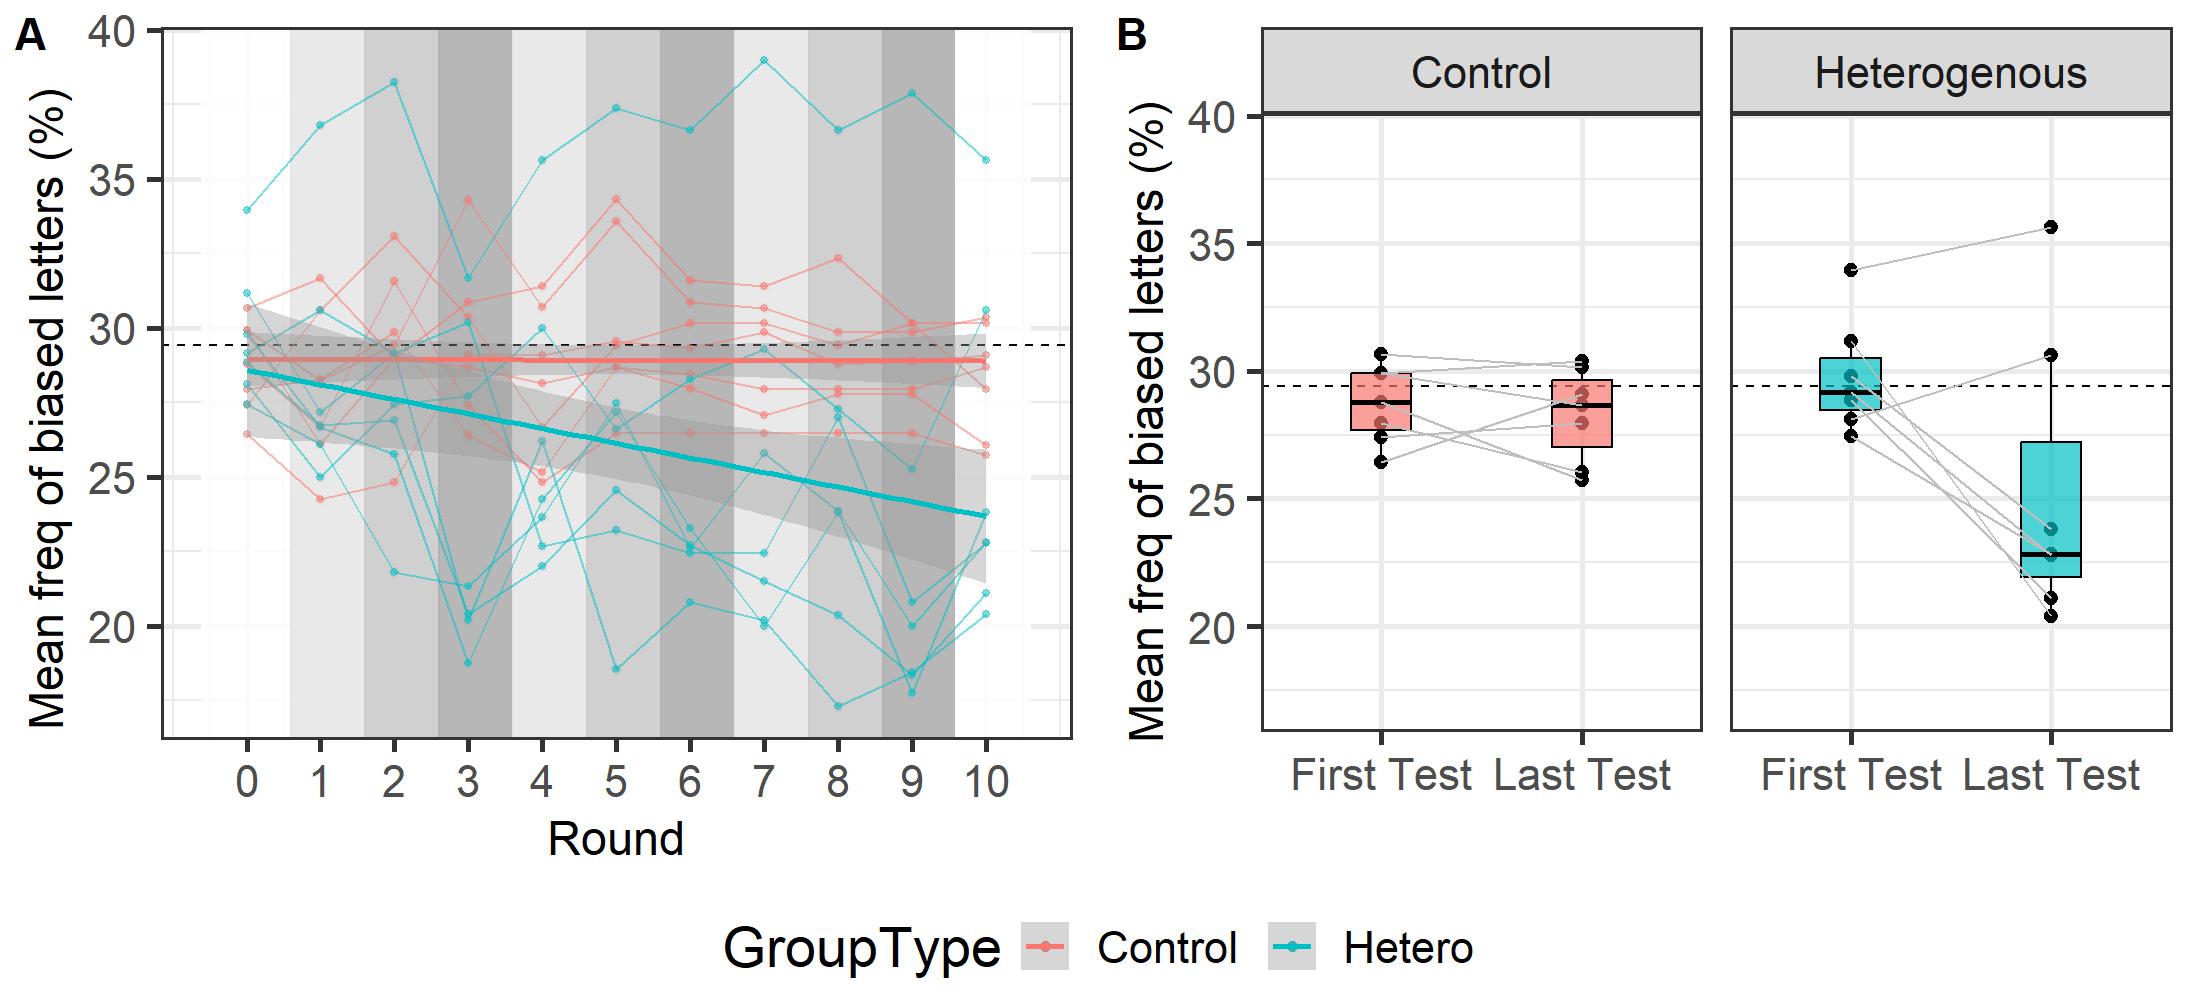 A
Mean freq of biased letters (%)
40
35
30
25
20
0 1 2 3 4 5 6 7 8 9 10
Round
B
Mean freq of biased letters (%)
Control
Heterogenous
40
35
30
25
20
First Test Last Test First Test Last Test
GroupType Control Hetero